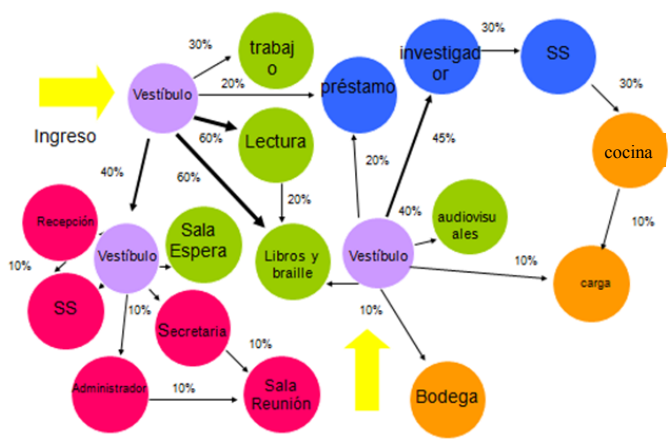 30%
trabaj
o
investigad
or
30%
SS
Vestíbulo
20%
préstamo
30%
Ingreso
60%
Lectura
45%
cocina
40%
60%
20%
20%
10%
Recepción
Sala
Espera
40%
audiovisu
ales
Vestíbulo
Libros y
braille
Vestíbulo
10%
10%
carga
SS
10%
Secretaria
10%
10%
Administrador
10%
Sala
Reunión
Bodega